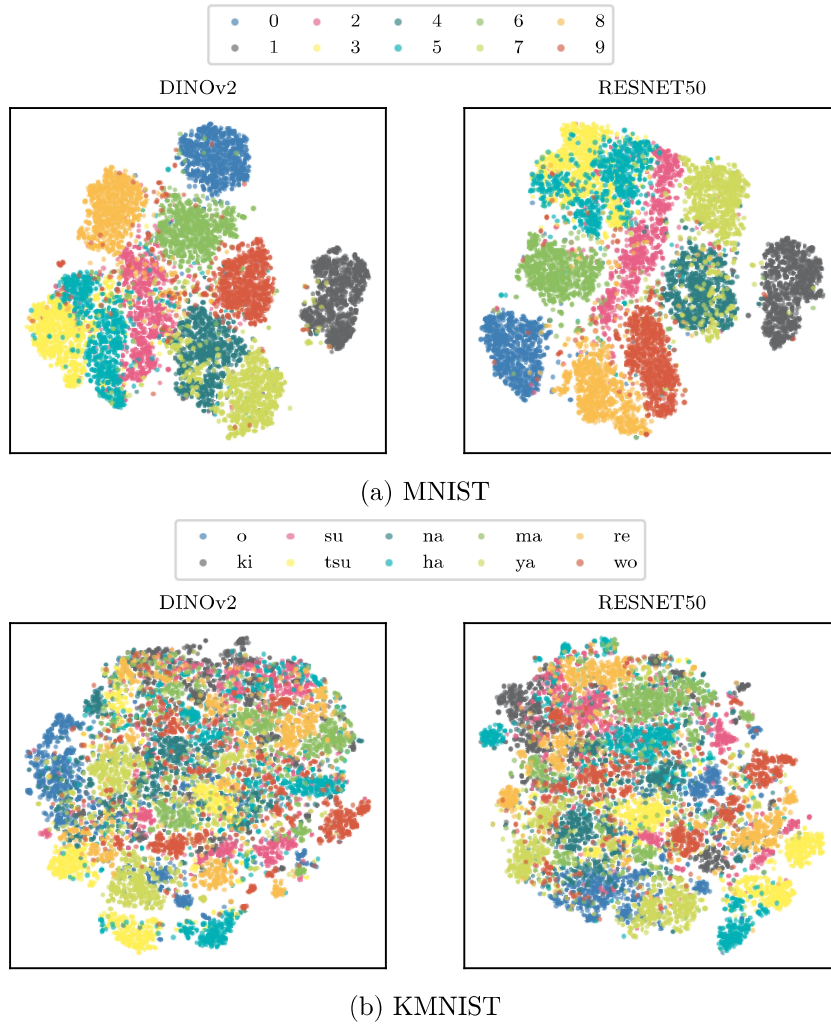 0 2 4 6 8
1 3 5 7 9
DINOv2 RESNET50
(a) MNIST
o su na ma re
ki tsu ha ya wo
DINOv2 RESNET50
(b) KMNIST